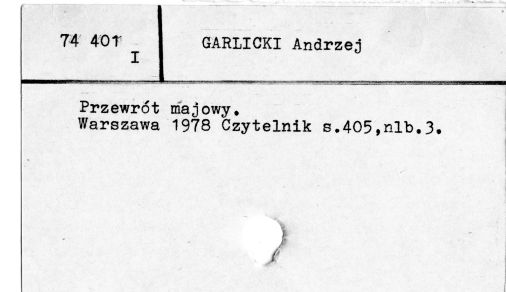 74 401
I
GARLICKI Andrzej
Przewrót majowy.
Warszawa 1978 Czytelnik s.405,nlb.3.